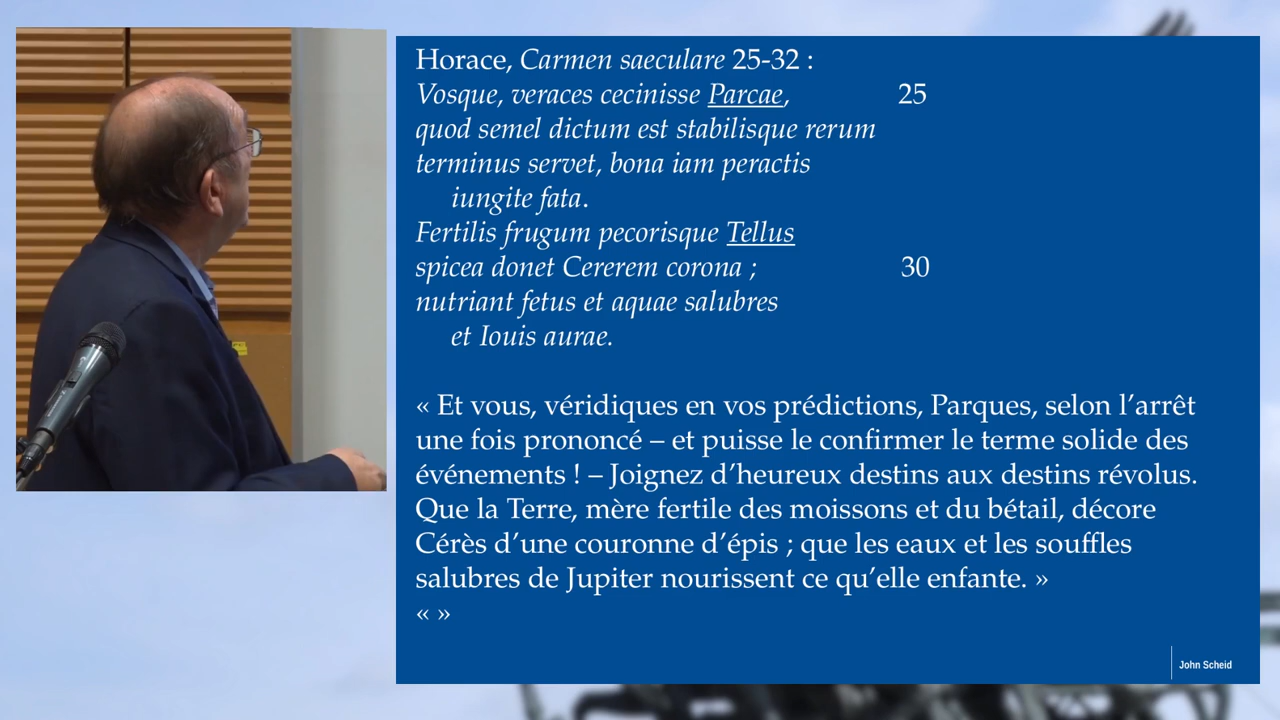 Horace, Carmen saeculare 25-32 :
Vosque, veraces cecinisse Parcae, 25
quod semel dictum est stabilisque rerum
terminus servet, bona iam peractis
iungite fata.
Fertilis frugum pecorisque Tellus
spicea donet Cererem corona ; 30
nutriant fetus et aquae salubres
et Iouis aurae.
« Et vous, véridiques en vos prédictions, Parques, selon l’arrêt
une fois prononcé – et puisse le confirmer le terme solide des
événements ! – Joignez d’heureux destins aux destins révolus.
Que la Terre, mère fertile des moissons et du bétail, décore
Cérès d’une couronne d’épis ; que les eaux et les souffles
salubres de Jupiter nourissent ce qu’elle enfante. »
« »
John Scheid